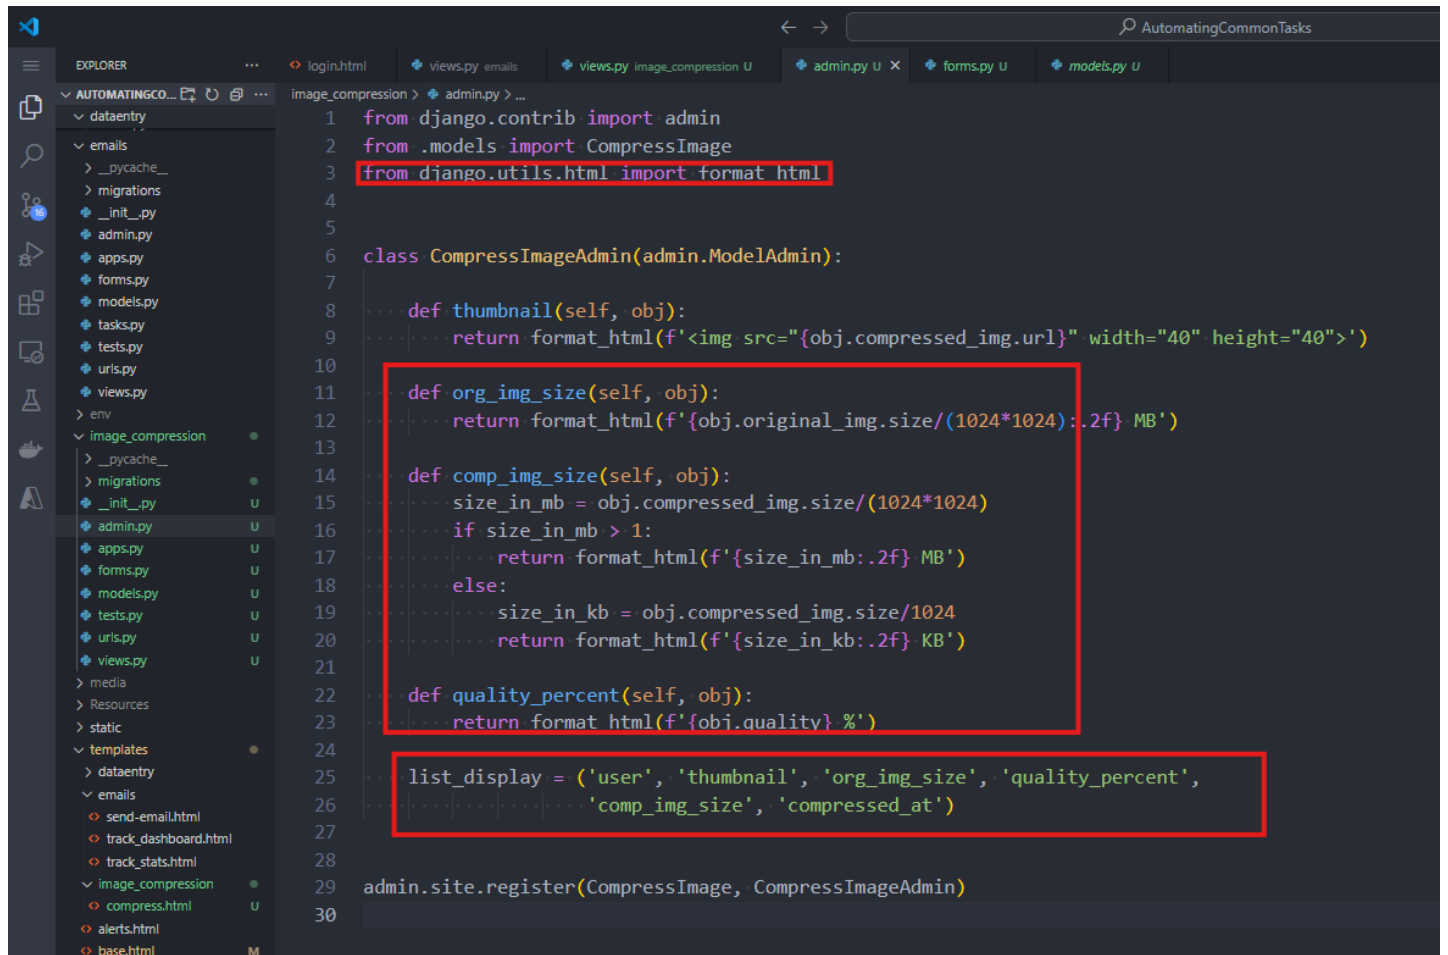 AutomatingCommonTasks
EXPLORER ...
login.html
views.py emails
views.py image_compression U
admin.py U
forms.py U
models.py U
AUTOMATINGCO... ...
image_compression > admin.py > ...
dataentry
emails
__pycache__
migrations
__init__.py
admin.py
apps.py
forms.py
models.py
tasks.py
tests.py
urls.py
views.py
env
image_compression
__pycache__
migrations
__init__.py U
admin.py U
apps.py U
forms.py U
models.py U
tests.py U
urls.py U
views.py U
media
Resources
static
templates
dataentry
emails
send-email.html
track_dashboard.html
track_stats.html
image_compression
compress.html U
alerts.html
base.html M
16
1 from django.contrib import admin
2 from .models import CompressImage
3 from django.utils.html import format_html
4
5
6 class CompressImageAdmin(admin.ModelAdmin):
7
8 def thumbnail(self, obj):
9 return format_html(f'<img src="{obj.compressed_img.url}" width="40" height="40">')
10
11 def org_img_size(self, obj):
12 return format_html(f'{obj.original_img.size/(1024*1024):.2f} MB')
13
14 def comp_img_size(self, obj):
15 size_in_mb = obj.compressed_img.size/(1024*1024)
16 if size_in_mb > 1:
17 return format_html(f'{size_in_mb:.2f} MB')
18 else:
19 size_in_kb = obj.compressed_img.size/1024
20 return format_html(f'{size_in_kb:.2f} KB')
21
22 def quality_percent(self, obj):
23 return format_html(f'{obj.quality} %')
24
25 list_display = ('user', 'thumbnail', 'org_img_size', 'quality_percent',
26 'comp_img_size', 'compressed_at')
27
28
29 admin.site.register(CompressImage, CompressImageAdmin)
30